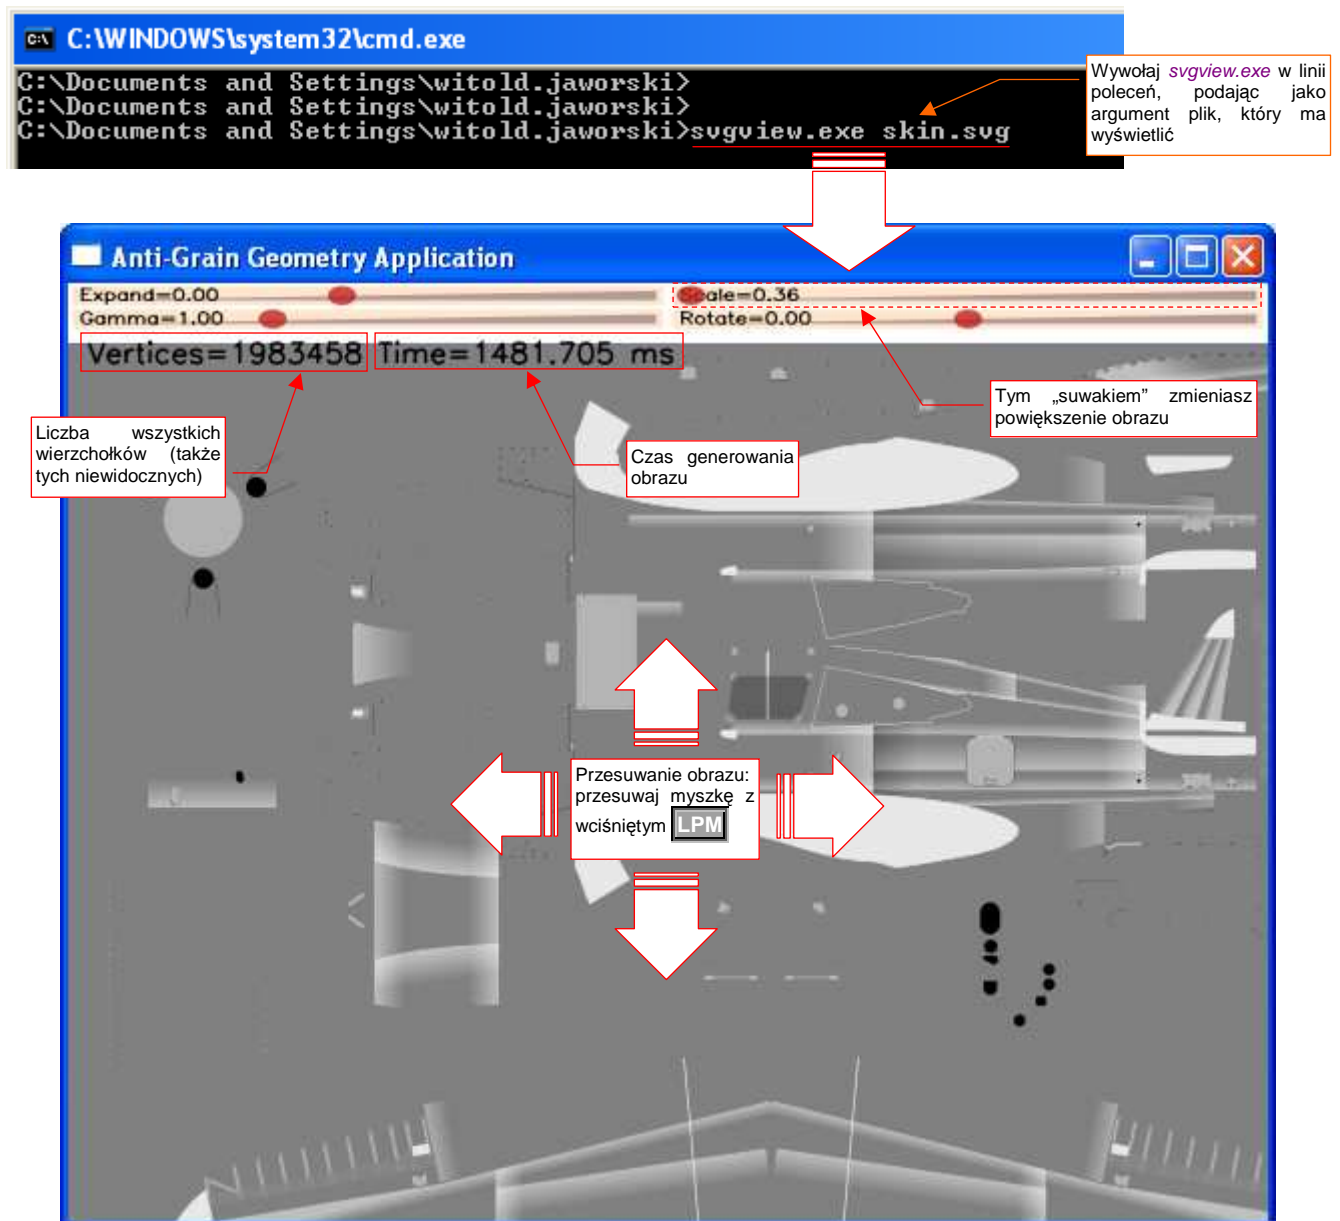 C:\WINDOWS\system32\cmd.exe
C:\Documents and Settings\witold.jaworski>
C:\Documents and Settings\witold.jaworski>
C:\Documents and Settings\witold.jaworski>svgview.exe skin.svg
Wywołaj svgview.exe w linii
poleceń, podając jako
argument plik, który ma
wyświetlić
Anti-Grain Geometry Application
Expand=0.00
Scale=0.36
Gamma=1.00
Rotate=0.00
Vertices=1983458 Time=1481.705 ms
Tym „suwakiem” zmieniasz
powiększenie obrazu
Liczba wszystkich
wierzchołków (także
tych niewidocznych)
Czas generowania
obrazu
Przesuwanie obrazu:
przesuwaj myszkę z
wciśniętym LPM